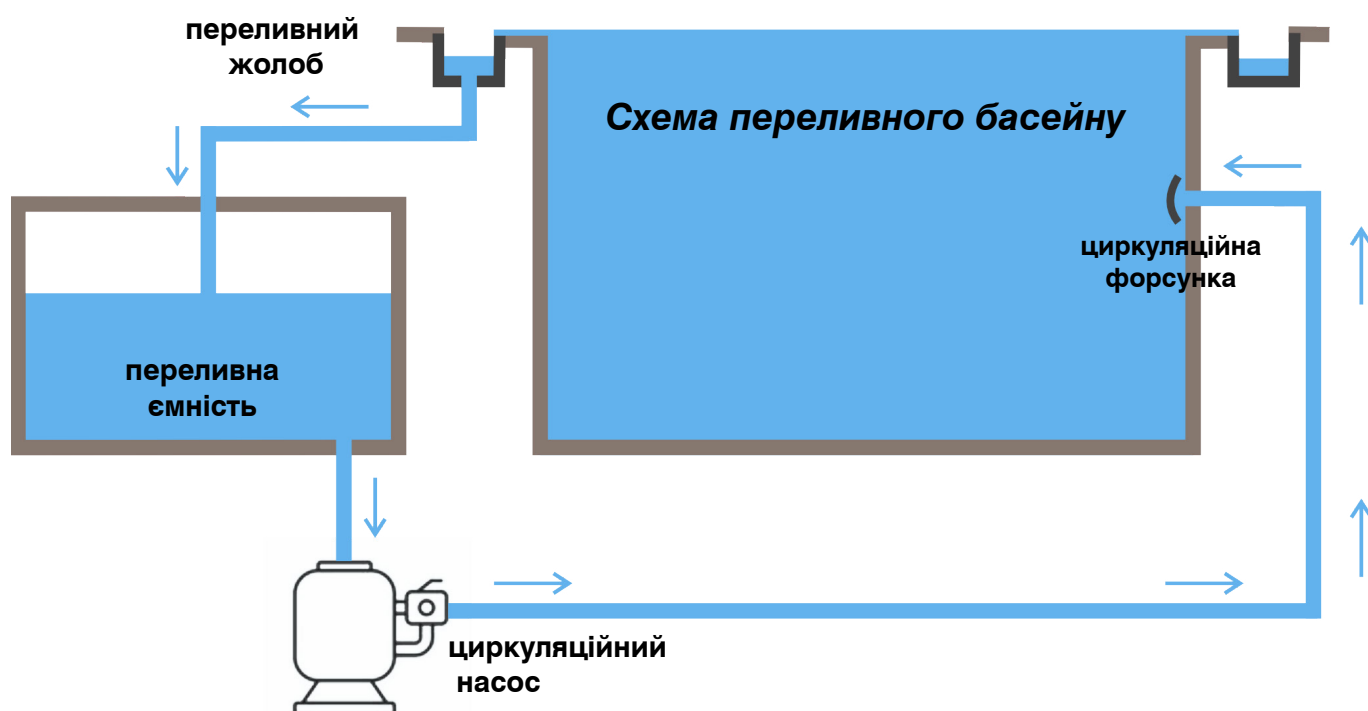 переливний
жолоб
Схема переливного басейну
циркуляційна
форсунка
переливна
ємність
циркуляційний
насос